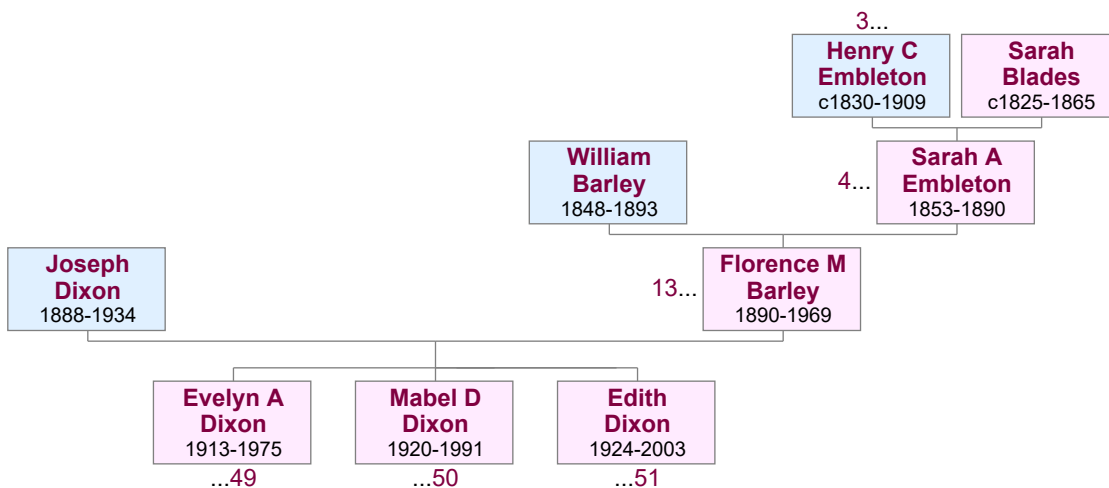 3...
Henry C
Embleton
c1830-1909
Sarah
Blades
c1825-1865
William
Barley
1848-1893
4...
Sarah A
Embleton
1853-1890
Joseph
Dixon
1888-1934
13...
Florence M
Barley
1890-1969
Evelyn A
Dixon
1913-1975
...49
Mabel D
Dixon
1920-1991
...50
Edith
Dixon
1924-2003
...51